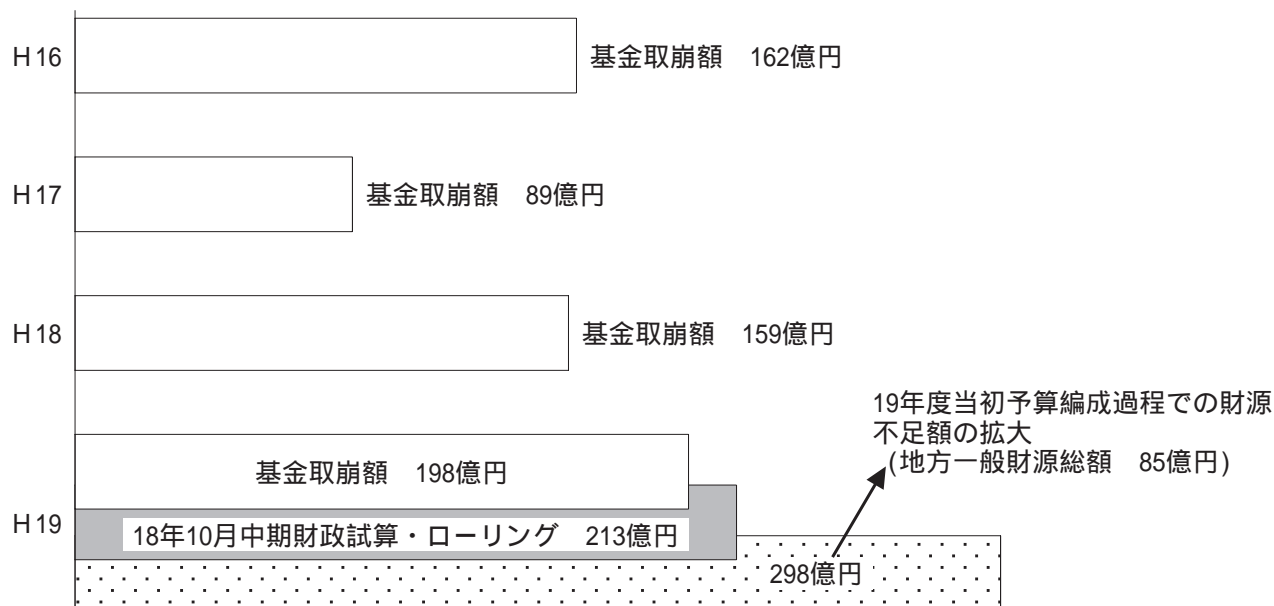 H16 基金取崩額 162億円
H17 基金取崩額 89億円
H18 基金取崩額 159億円
19年度当初予算編成過程での財源
不足額の拡大
(地方一般財源総額 85億円)
基金取崩額 198億円
H19
18年10月中期財政試算・ローリング 213億円
298億円